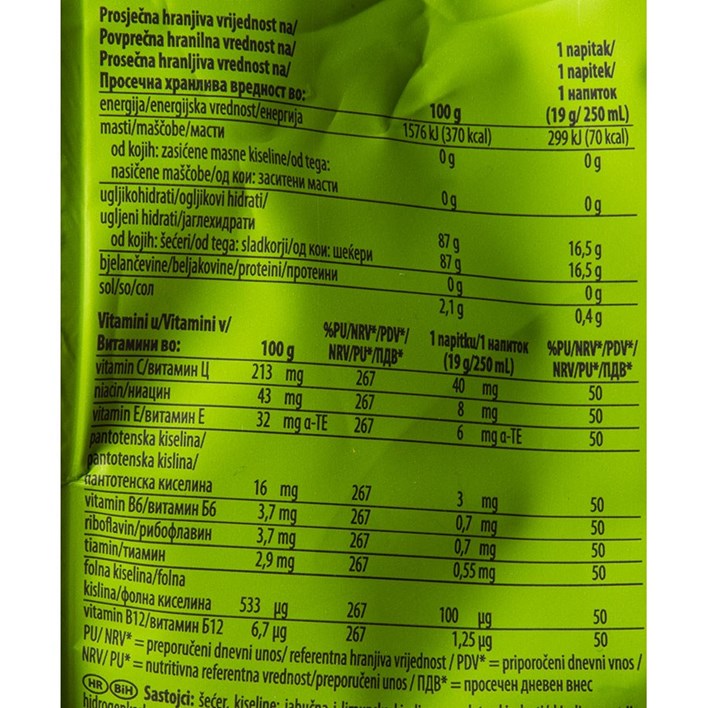 Prosječna hranjiva vrijednost na/
Povprečna hranilna vrednost na/
Prosečna hranljiva vrednost na/
Просечна хранлива вредност во:
100 g
1 napitak/
1 napitek/
1 напиток
(19 g/ 250 mL)
energija/energijska vrednost/енергија 1576 kJ (370 kcal) 299 kJ (70 kcal)
masti/maščobe/масти 0 g 0 g
od kojih: zasićene masne kiseline/od tega:
nasičene maščobe/од кои: заситени масти 0 g 0 g
ugljikohidrati/ogljikovi hidrati/
ugljeni hidrati/јаглехидрати 87 g 16,5 g
od kojih: šećeri/od tega: sladkorji/од кои: шеќери 87 g 16,5 g
bjelančevine/beljakovine/proteini/протеини 0 g 0 g
sol/so/сол 2,1 g 0,4 g
Vitamini u/Vitamini v/
Витамини во:
100 g
%PU/NRV*/PDV*/
NRV/PU*/ПДВ*
1 napitku/1 напиток
(19 g/250 mL)
%PU/NRV*/PDV*/
NRV/PU*/ПДВ*
vitamin C/витамин Ц 213 mg 267 40 mg 50
niacin/ниацин 43 mg 267 8 mg 50
vitamin E/витамин Е 32 mg α-TE 267 6 mg α-TE 50
pantotenska kiselina/
pantotenska kislina/
пантотенска киселина 16 mg 267 3 mg 50
vitamin B6/витамин Б6 3,7 mg 267 0,7 mg 50
riboflavin/рибофлавин 3,7 mg 267 0,7 mg 50
tiamin/тиамин 2,9 mg 267 0,55 mg 50
folna kiselina/folna
kislina/фолна киселина 533 µg 267 100 µg 50
vitamin B12/витамин Б12 6,7 µg 267 1,25 µg 50
PU/ NRV* = preporučeni dnevni unos/ referentna hranjiva vrijednost / PDV* = priporočeni dnevni vnos /
NRV/ PU* = nutritivna referentna vrednost/preporučeni unos / ПДВ* = просечен дневен внес
HR BiH Sastojci: šećer, kiseline: jabučna i limunska